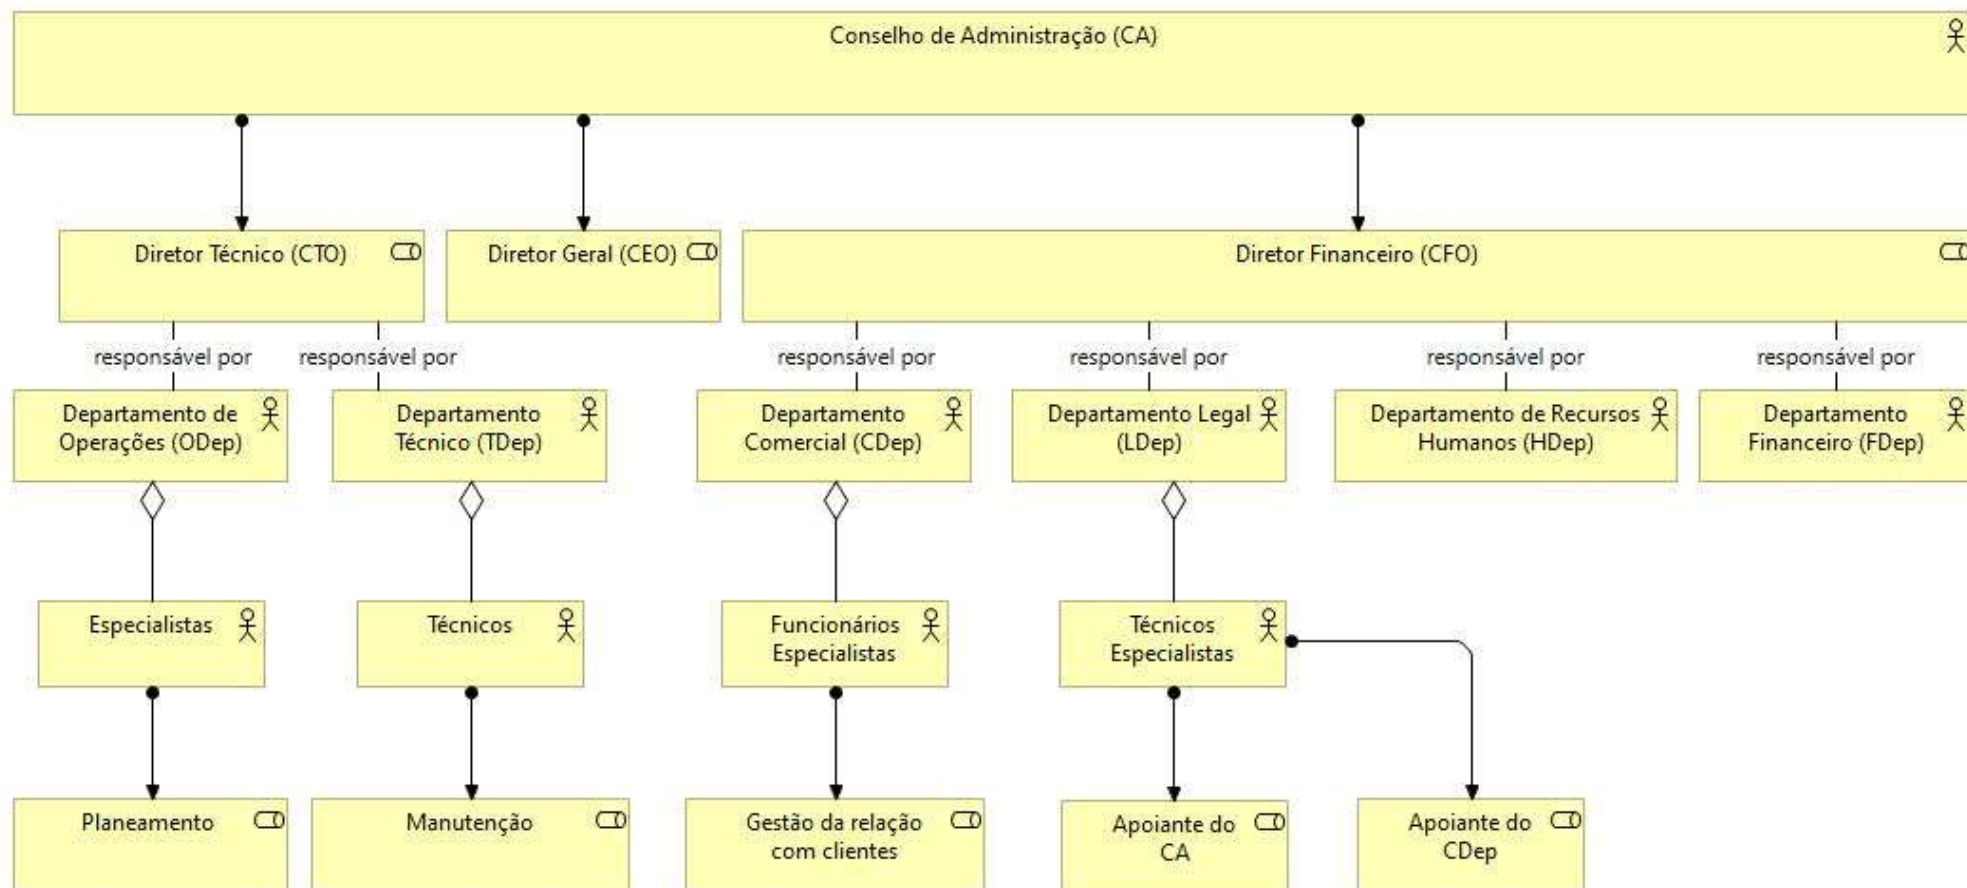 Conselho de Administração (CA)
Diretor Técnico (CTO)
Diretor Geral (CEO)
Diretor Financeiro (CFO)
responsável por
responsável por
responsável por
responsável por
responsável por
responsável por
Departamento de
Operações (ODep)
Departamento
Técnico (TDep)
Departamento
Comercial (CDep)
Departamento Legal
(LDep)
Departamento de Recursos
Humanos (HDep)
Departamento
Financeiro (FDep)
Especialistas
Técnicos
Funcionários
Especialistas
Técnicos
Especialistas
Planeamento
Manutenção
Gestão da relação
com clientes
Apoiante do
CA
Apoiante do
CDep